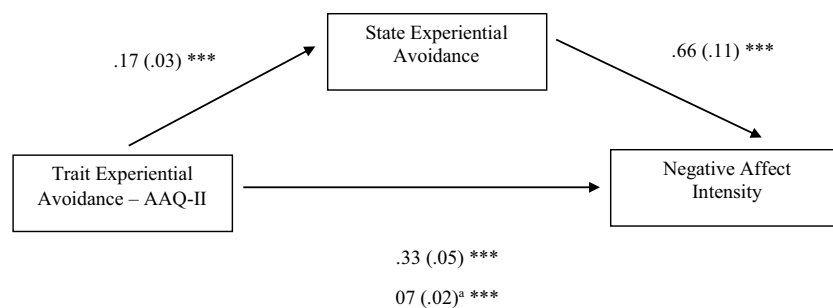 State Experiential
Avoidance
.17 (.03) ***
.66 (.11) ***
Trait Experiential
Avoidance – AAQ-II
Negative Affect
Intensity
.33 (.05) ***
07 (.02)ª ***